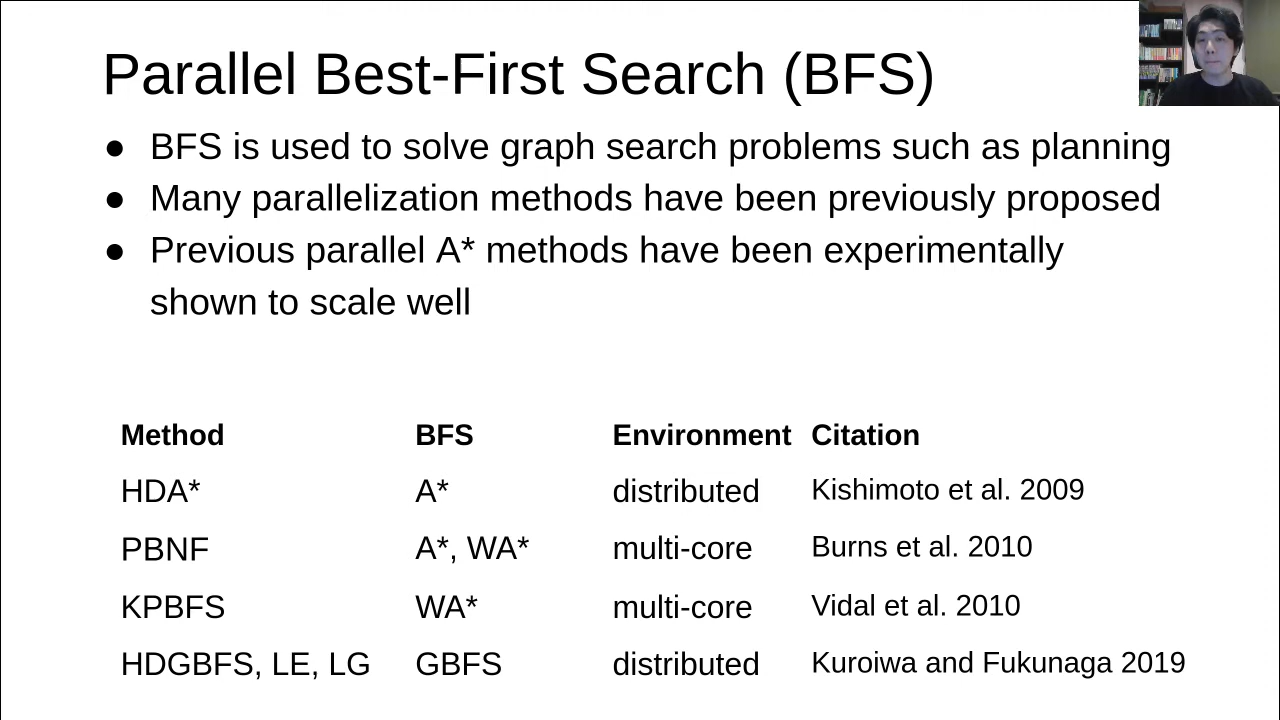 Parallel Best-First Search (BFS)
● BFS is used to solve graph search problems such as planning
● Many parallelization methods have been previously proposed
● Previous parallel A* methods have been experimentally
shown to scale well
Method BFS Environment Citation
HDA* A* distributed Kishimoto et al. 2009
PBNF A*, WA* multi-core Burns et al. 2010
KPBFS WA* multi-core Vidal et al. 2010
HDGBFS, LE, LG GBFS distributed Kuroiwa and Fukunaga 2019